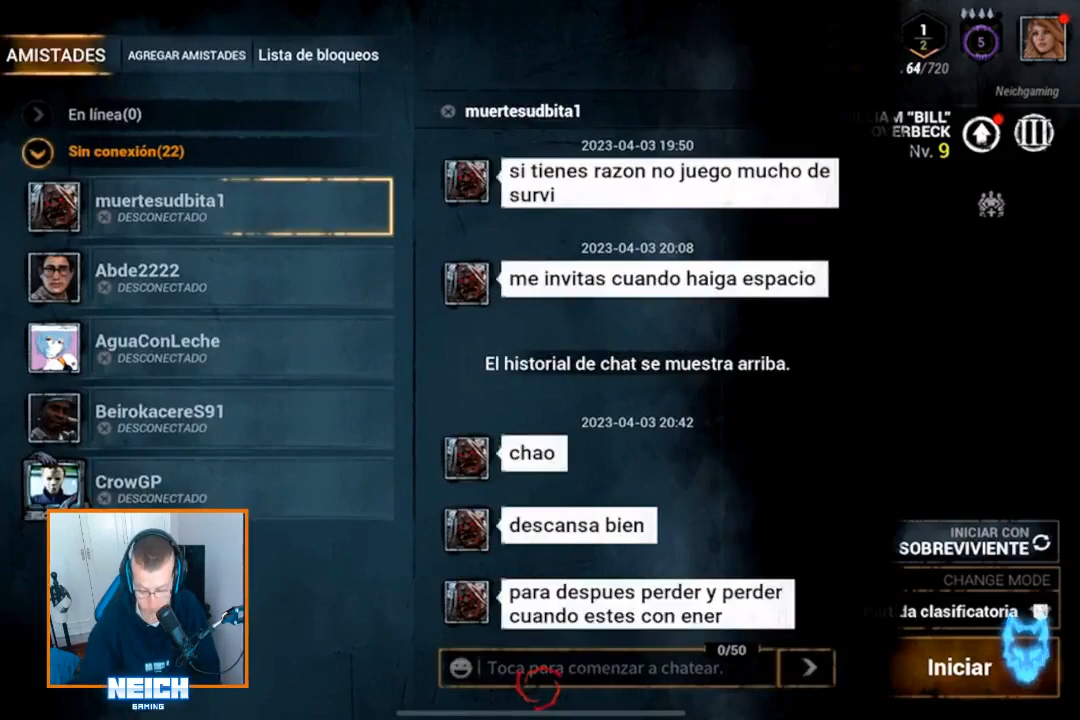 AMISTADES
AGREGAR AMISTADES
Lista de bloqueos
En línea(0)
Sin conexión(22)
muertesudbita1
DESCONECTADO
Abde2222
DESCONECTADO
AguaConLeche
DESCONECTADO
BeirokacereS91
DESCONECTADO
CrowGP
DESCONECTADO
NEICH
GAMING
muertesudbita1
2023-04-03 19:50
si tienes razon no juego mucho de
survi
2023-04-03 20:08
me invitas cuando haiga espacio
El historial de chat se muestra arriba.
2023-04-03 20:42
chao
descansa bien
para despues perder y perder
cuando estes con ener
0/50
Toca para comenzar a chatear.
1
2
64/720
5
Neichgaming
"BILL"
Nv. 9
III
INICIAR CON
SOBREVIVIENTE
CHANGE MODE
clasificatoria
Iniciar